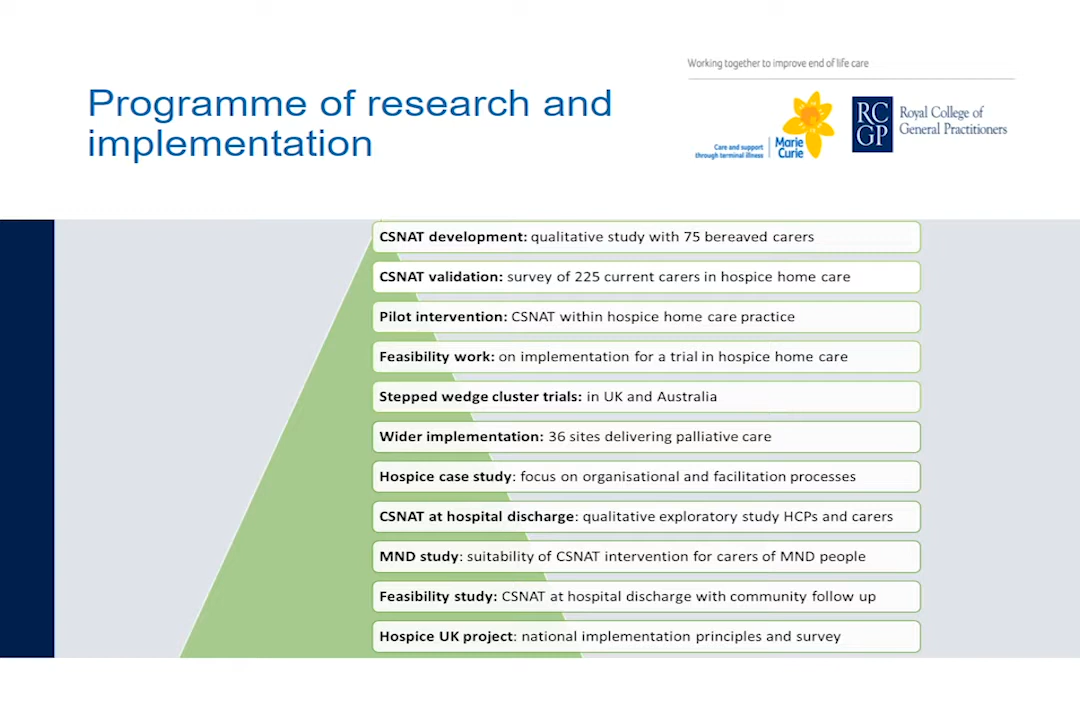 Working together to improve end of life care
Programme of research and
implementation
Care and support
through terminal illness
Marie
Curie
RC
GP
Royal College of
General Practitioners
CSNAT development: qualitative study with 75 bereaved carers
CSNAT validation: survey of 225 current carers in hospice home care
Pilot intervention: CSNAT within hospice home care practice
Feasibility work: on implementation for a trial in hospice home care
Stepped wedge cluster trials: in UK and Australia
Wider implementation: 36 sites delivering palliative care
Hospice case study: focus on organisational and facilitation processes
CSNAT at hospital discharge: qualitative exploratory study HCPs and carers
MND study: suitability of CSNAT intervention for carers of MND people
Feasibility study: CSNAT at hospital discharge with community follow up
Hospice UK project: national implementation principles and survey